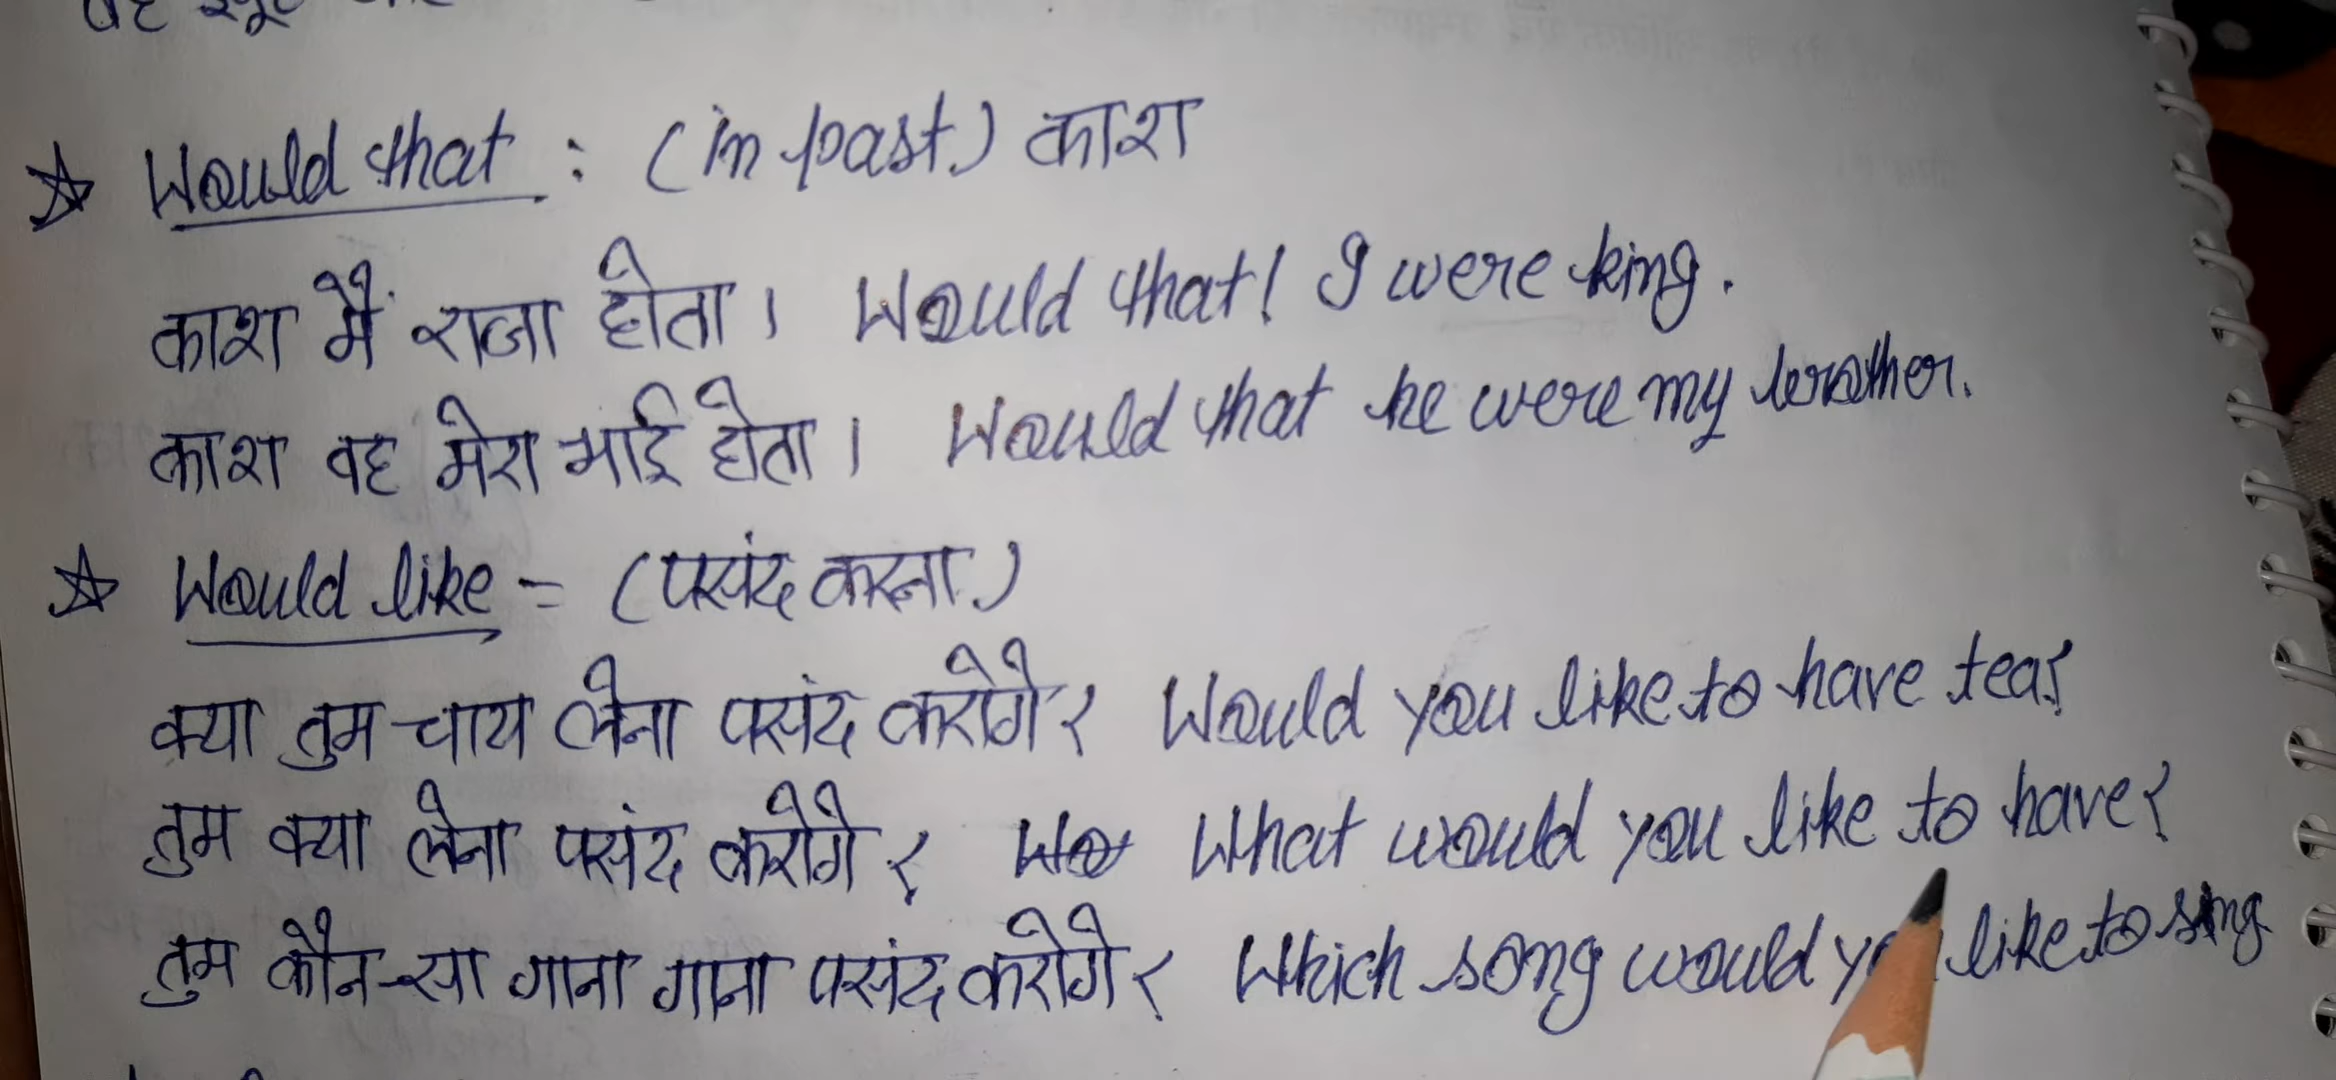 वह
★ Would that : (in past) काश
काश मैं राजा होता। Would that! I were king.
काश वह मेरा भाई होता। Would that he were my brother.
★ Would like = (पसंद करना)
क्या तुम चाय लेना पसंद करोगे? Would you like to have tea?
तुम क्या लेना पसंद करोगे? What would you like to have?
तुम कौन-सा गाना गाना पसंद करोगे? Which song would like to sing